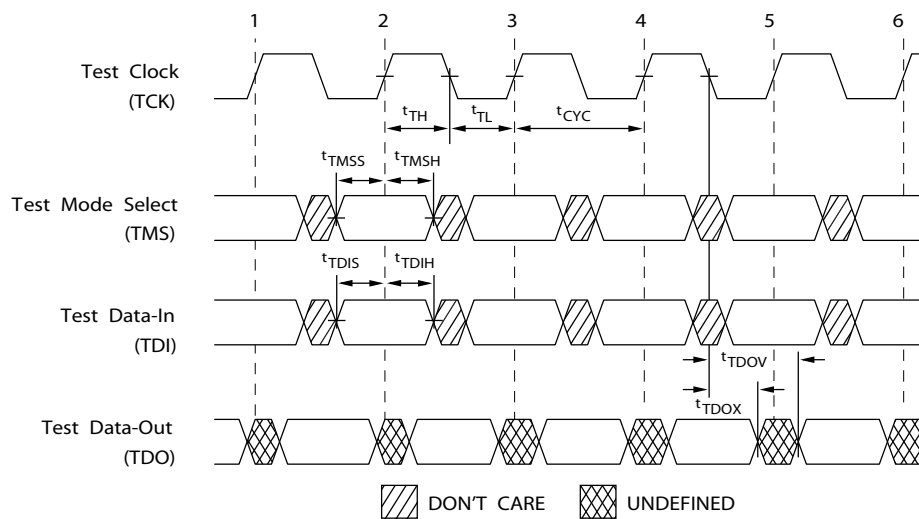 1 2 3 4 5 6
Test Clock
(TCK)
tTH tTL tCYC
tTMSS tTMSH
Test Mode Select
(TMS)
tTDIS tTDIH
Test Data-In
(TDI)
tTDOV
tTDOX
Test Data-Out
(TDO)
DON'T CARE UNDEFINED